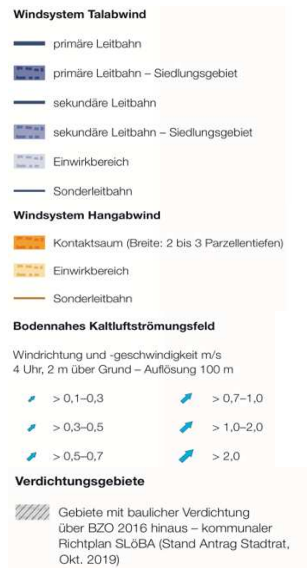 Windsystem Talabwind
primäre Leitbahn
primäre Leitbahn – Siedlungsgebiet
sekundäre Leitbahn
sekundäre Leitbahn – Siedlungsgebiet
Einwirkbereich
Sonderleitbahn
Windsystem Hangabwind
Kontaktsaum (Breite: 2 bis 3 Parzellentiefen)
Einwirkbereich
Sonderleitbahn
Bodennahes Kaltluftströmungsfeld
Windrichtung und -geschwindigkeit m/s
4 Uhr, 2 m über Grund – Auflösung 100 m
> 0,1–0,3
> 0,7–1,0
> 0,3–0,5
> 1,0–2,0
> 0,5–0,7
> 2,0
Verdichtungsgebiete
Gebiete mit baulicher Verdichtung
über BZO 2016 hinaus – kommunaler
Richtplan SLöBA (Stand Antrag Stadtrat,
Okt. 2019)